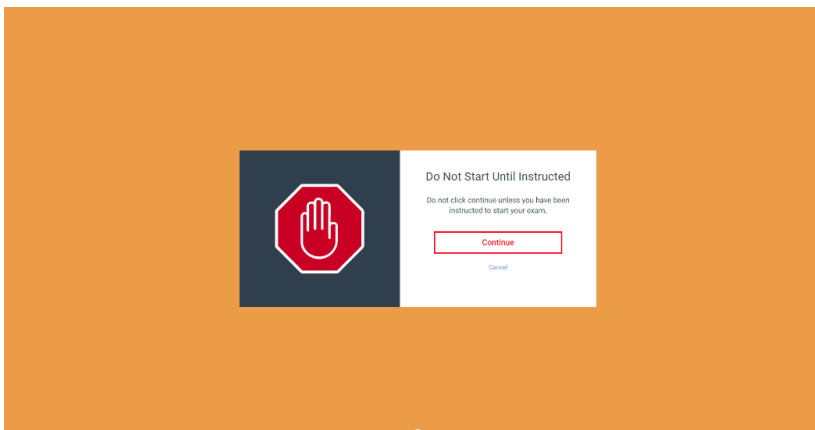 Do Not Start Until Instructed
Do not click continue unless you have been
instructed to start your exam.
Continue
Cancel